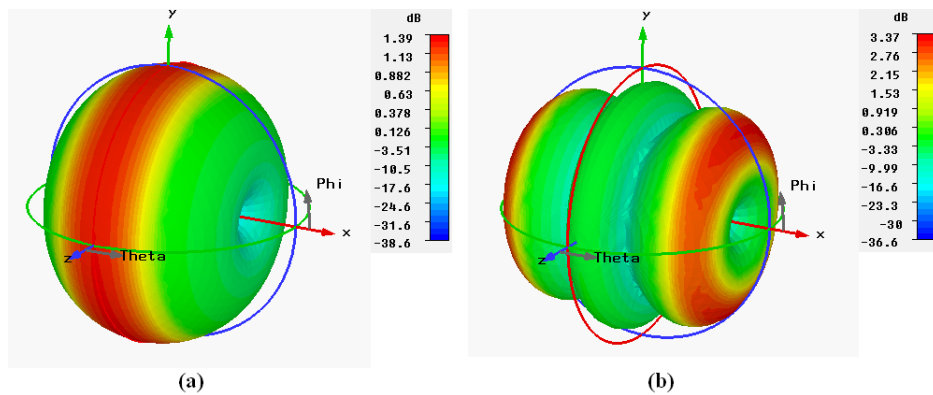 y
dB
1.39
1.13
0.882
0.63
0.378
0.126
-3.51
-10.5
-17.6
-24.6
-31.6
-38.6
Phi
x
z
Theta
(a)
y
dB
3.37
2.76
2.15
1.53
0.919
0.306
-3.33
-9.99
-16.6
-23.3
-30
-36.6
Phi
x
z
Theta
(b)